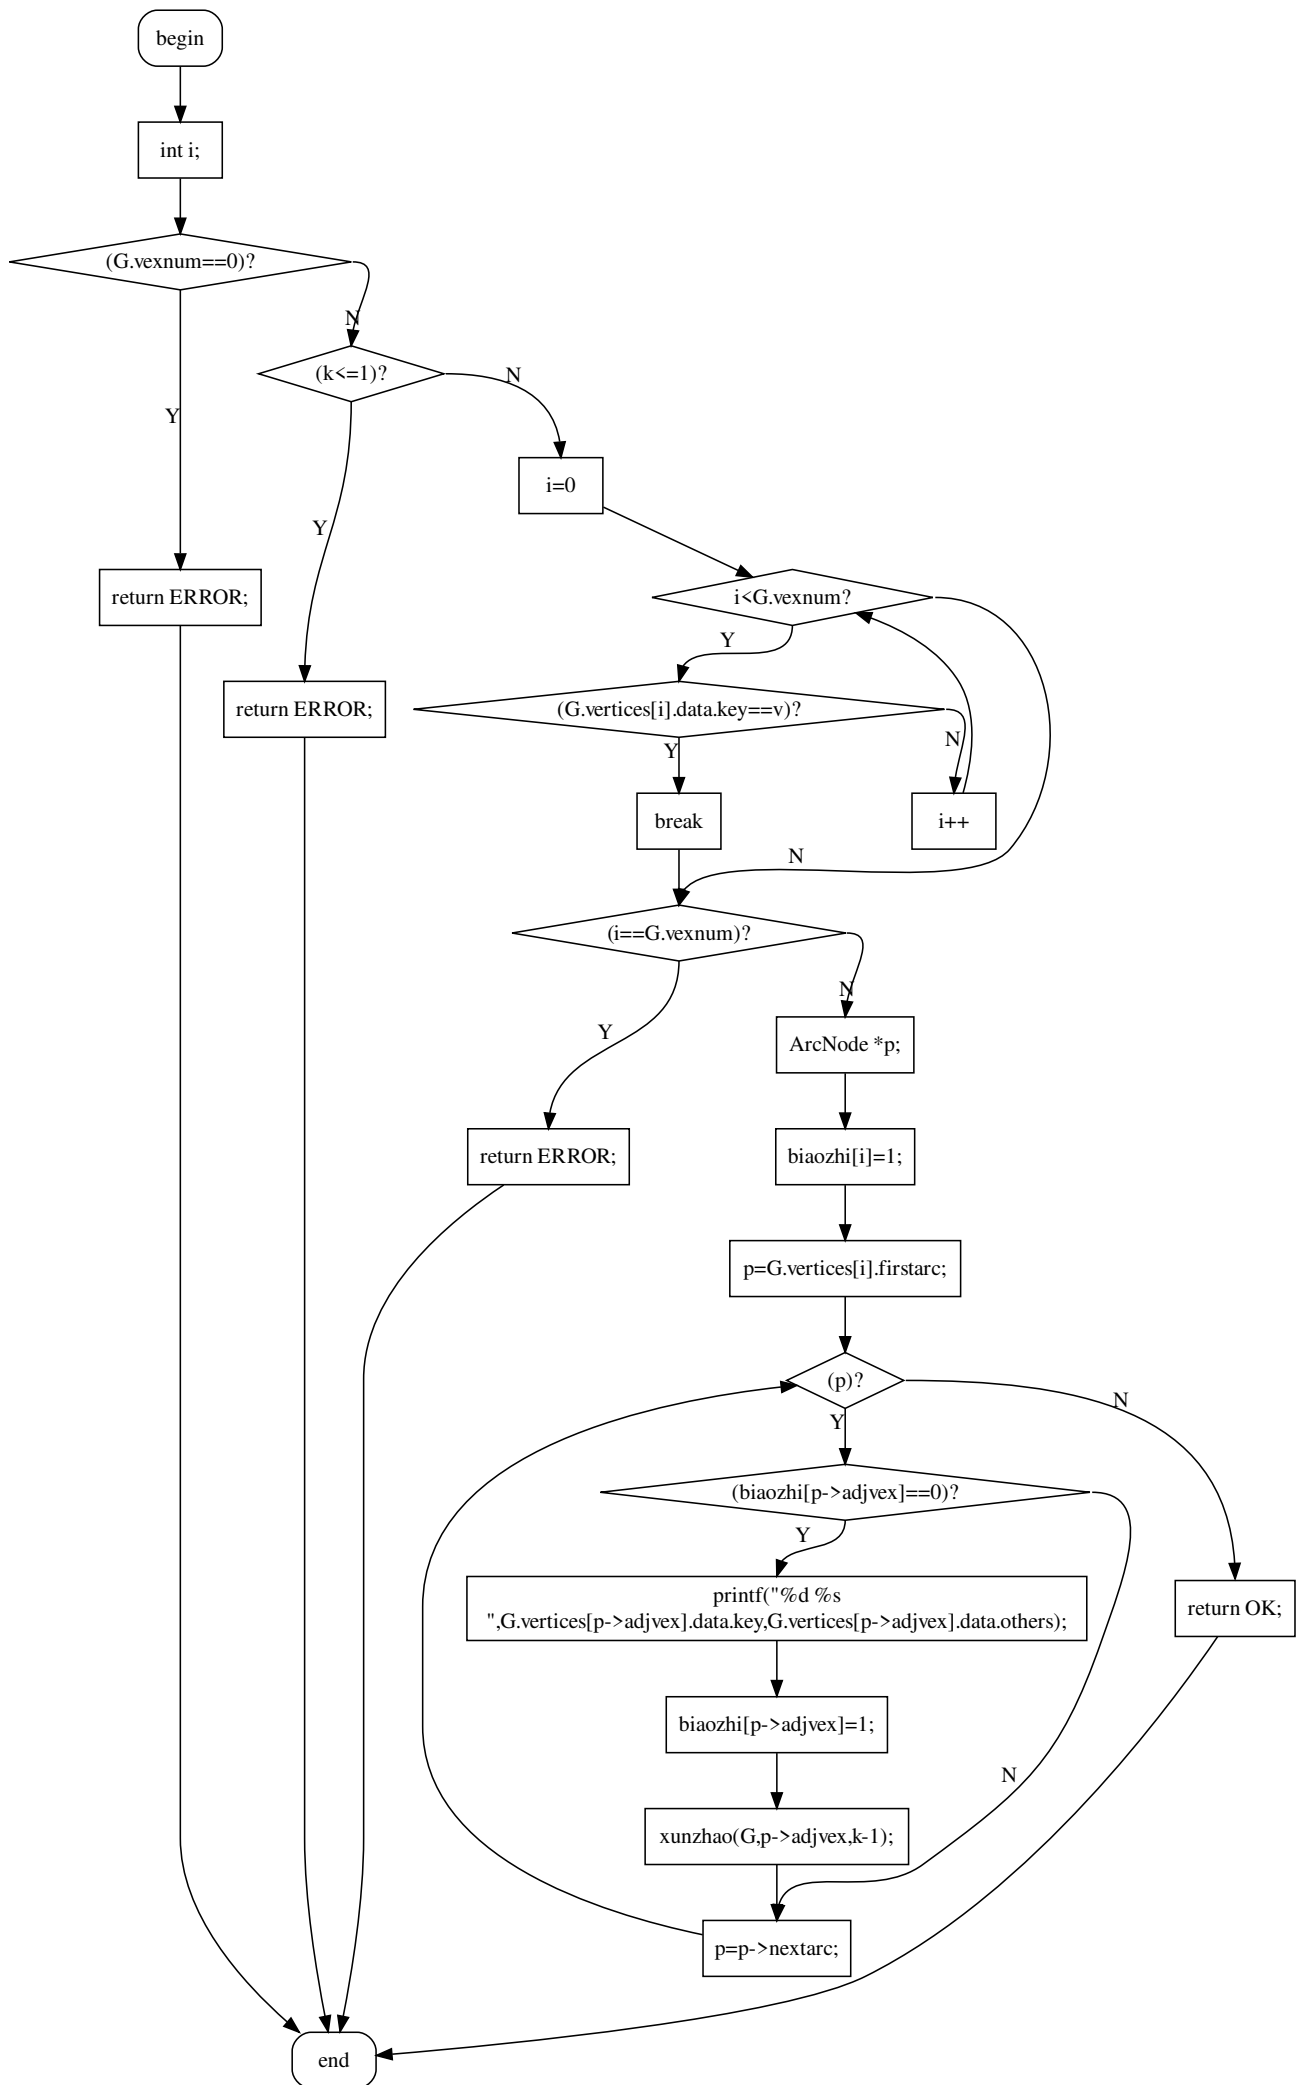 begin
int i;
(G.vexnum==0)?
N
(k<=1)?
N
Y
i=0
Y
i<G.vexnum?
return ERROR;
Y
return ERROR;
(G.vertices[i].data.key==v)?
N
Y
break
i++
N
(i==G.vexnum)?
N
Y
ArcNode *p;
return ERROR;
biaozhi[i]=1;
p=G.vertices[i].firstarc;
(p)?
N
Y
(biaozhi[p->adjvex]==0)?
Y
printf("%d %s
",G.vertices[p->adjvex].data.key,G.vertices[p->adjvex].data.others);
return OK;
biaozhi[p->adjvex]=1;
N
xunzhao(G,p->adjvex,k-1);
p=p->nextarc;
end